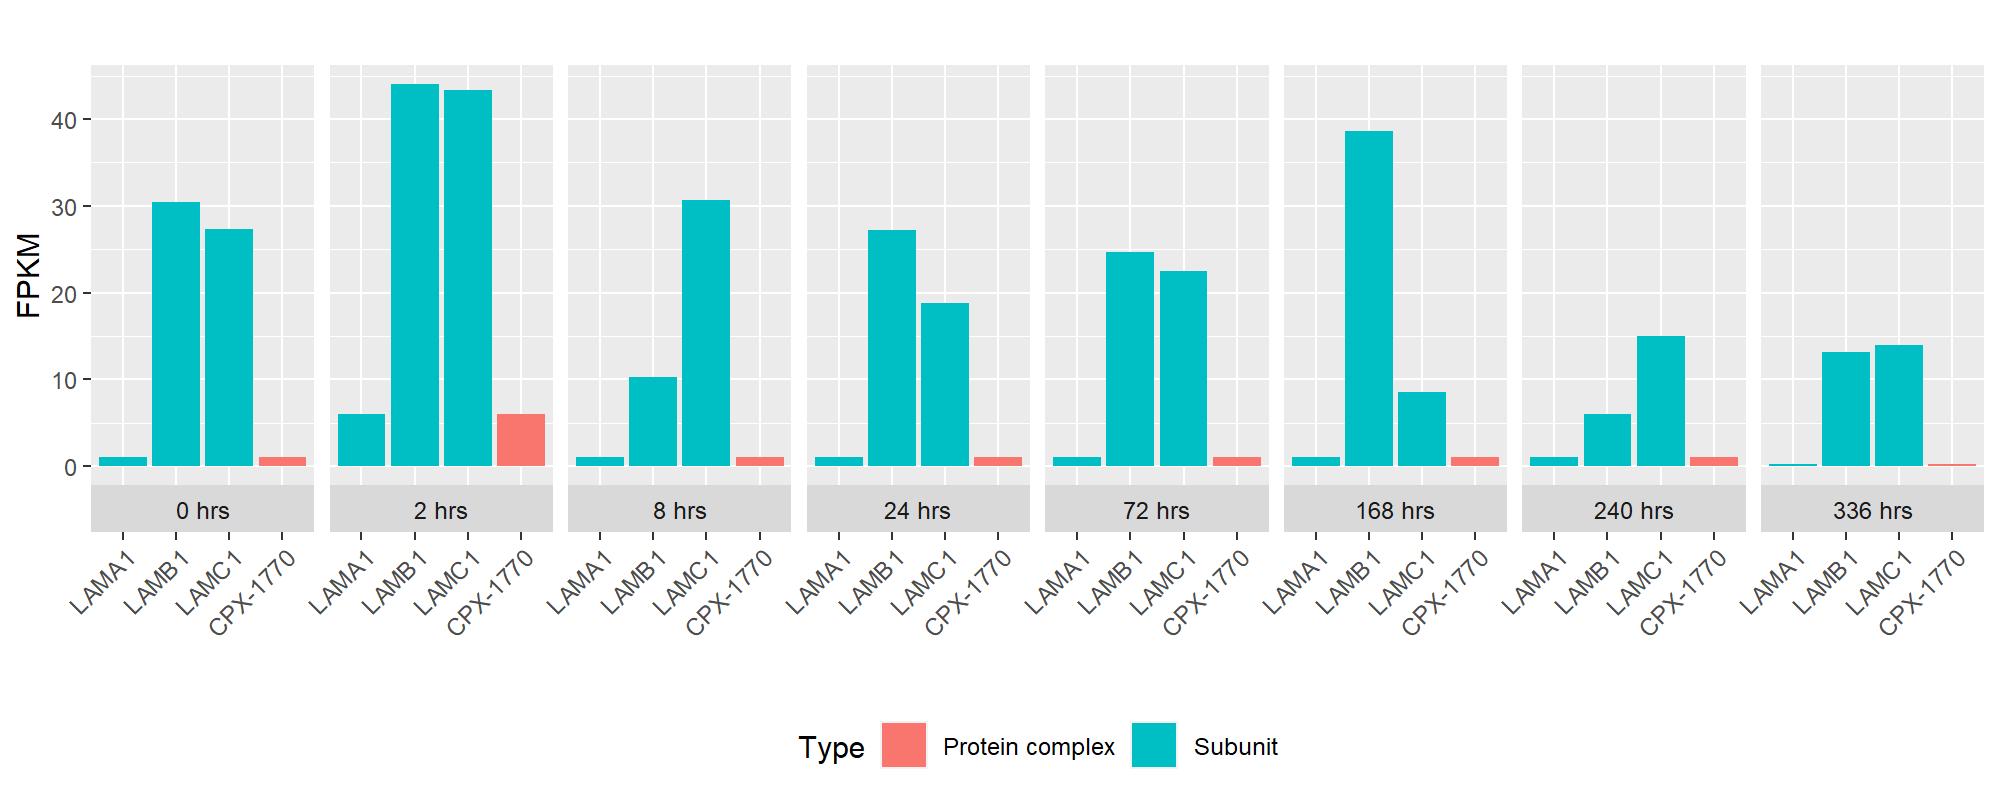 FPKM
40
30
20
10
0
0 hrs 2 hrs 8 hrs 24 hrs 72 hrs 168 hrs 240 hrs 336 hrs
LAMA1 LAMB1 LAMC1 CPX-1770 LAMA1 LAMB1 LAMC1 CPX-1770 LAMA1 LAMB1 LAMC1 CPX-1770 LAMA1 LAMB1 LAMC1 CPX-1770 LAMA1 LAMB1 LAMC1 CPX-1770 LAMA1 LAMB1 LAMC1 CPX-1770 LAMA1 LAMB1 LAMC1 CPX-1770 LAMA1 LAMB1 LAMC1 CPX-1770
Type Protein complex Subunit